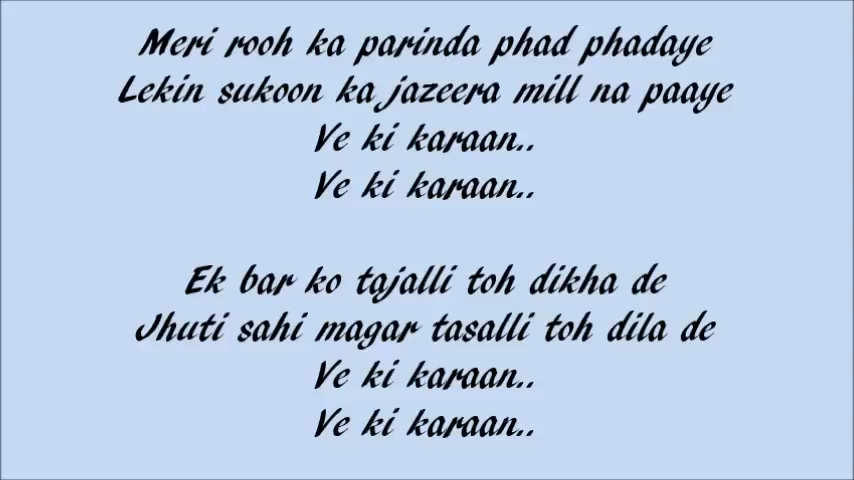 Meri rooh ka parinda phad phadaye
Lekin sukoon ka jazeera mill na paaye
Ve ki karaan..
Ve ki karaan..
Ek bar ko tajalli toh dikha de
Jhuti sahi magar tasalli toh dila de
Ve ki karaan..
Ve ki karaan..